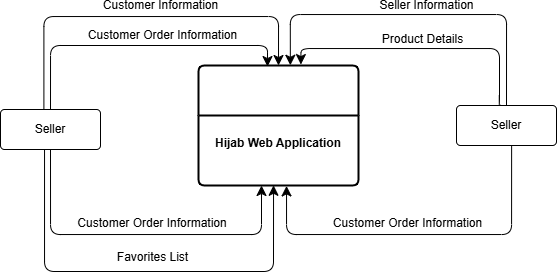 Customer Information
Seller Information
Customer Order Information
Product Details
Seller
Seller
Hijab Web Application
Customer Order Information
Customer Order Information
Favorites List